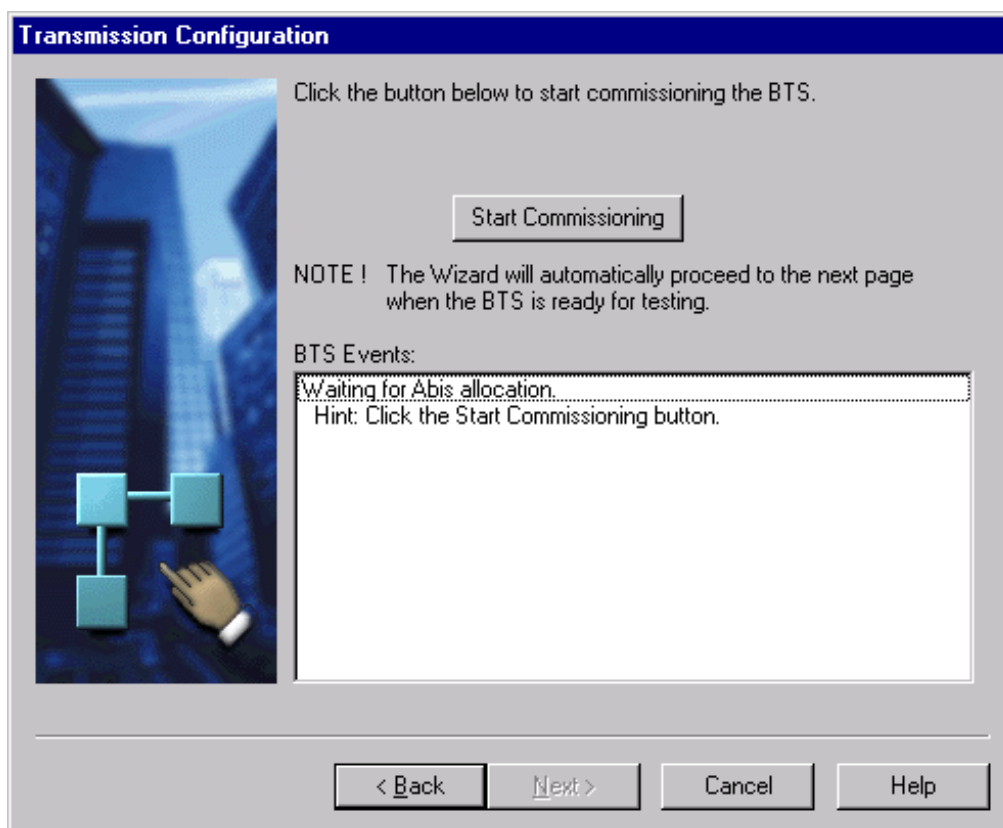 Transmission Configuration
Click the button below to start commissioning the BTS.
Start Commissioning
NOTE ! The Wizard will automatically proceed to the next page
when the BTS is ready for testing.
BTS Events:
Waiting for Abis allocation.
Hint: Click the Start Commissioning button.
< Back
Next >
Cancel
Help